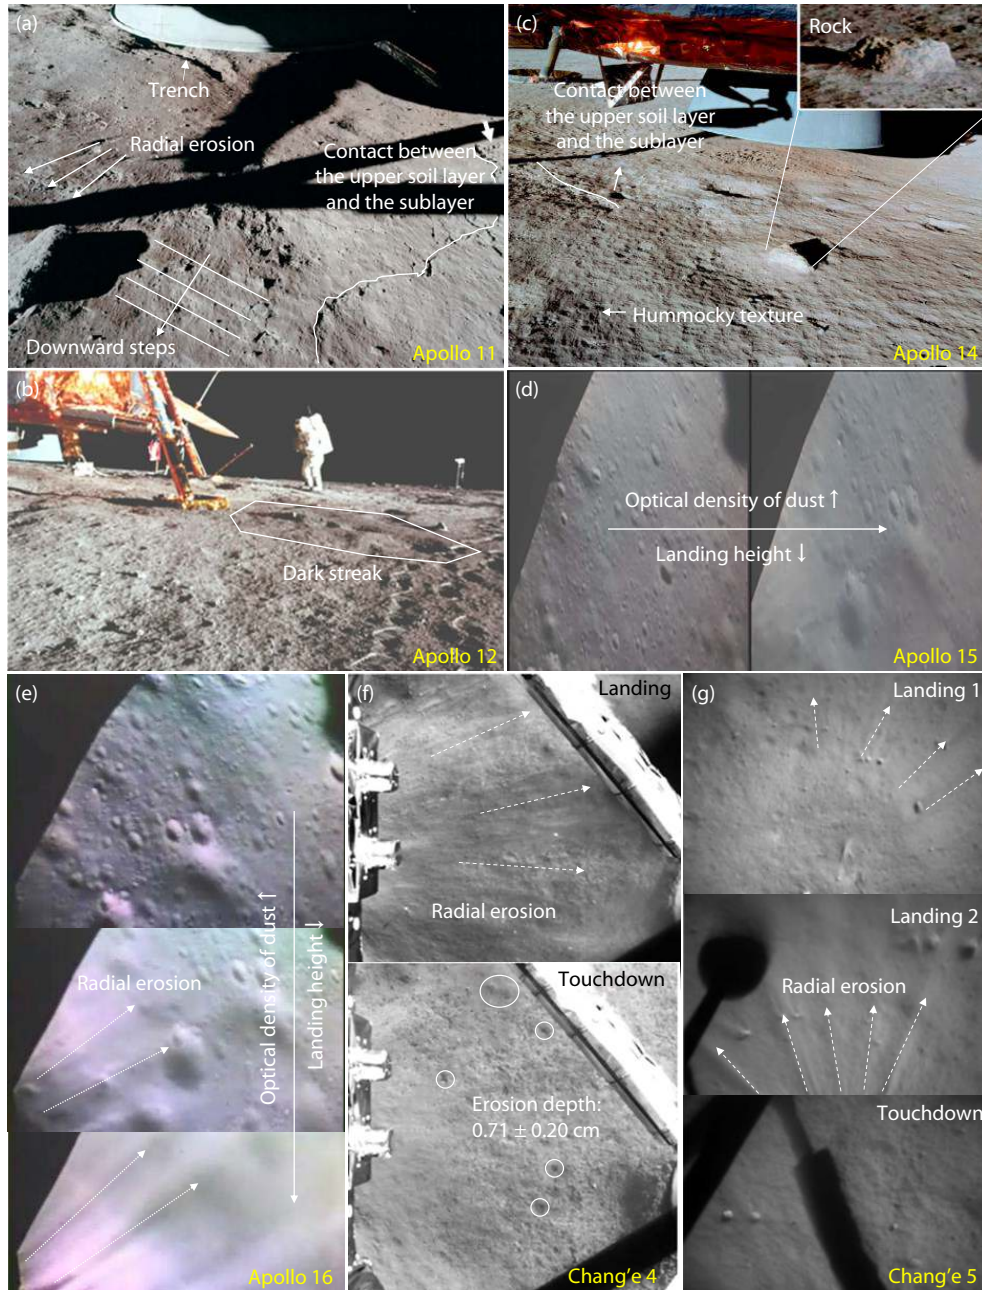 (a)
Trench
Radial erosion
Contact between
the upper soil layer
and the sublayer
Downward steps
Apollo 11
(c)
Rock
Contact between
the upper soil layer
and the sublayer
Hummocky texture
Apollo 14
(b)
Dark streak
Apollo 12
(d)
Optical density of dust ↑
Landing height ↓
Apollo 15
(e)
Radial erosion
Optical density of dust ↑
Landing height ↓
Apollo 16
(f)
Landing
Radial erosion
Touchdown
Erosion depth:
0.71 ± 0.20 cm
Chang'e 4
(g)
Landing 1
Landing 2
Radial erosion
Touchdown
Chang'e 5